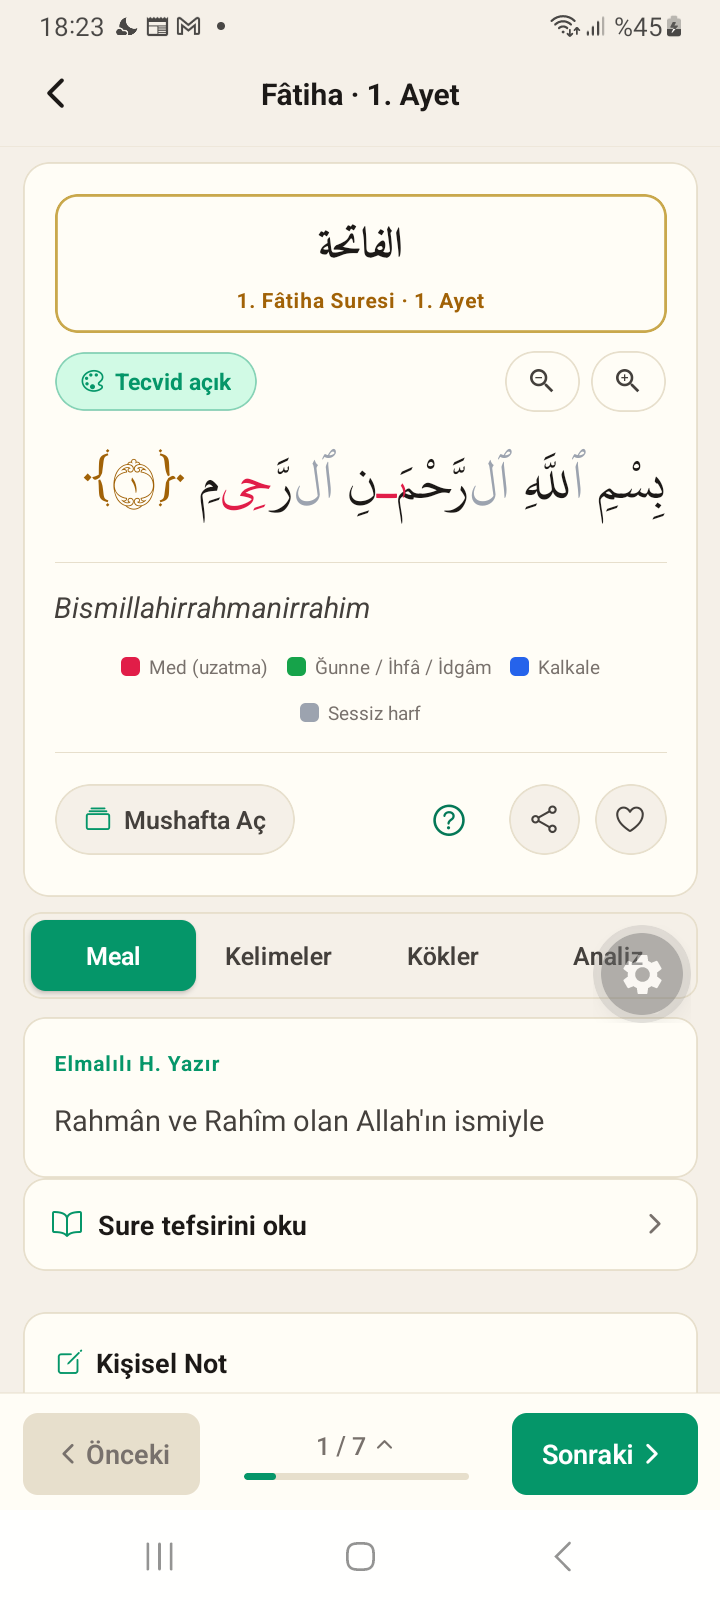 18:23
%45
Fâtiha · 1. Ayet
الفاتحة
1. Fâtiha Suresi · 1. Ayet
Tecvid açık
بِسْمِ ٱللَّهِ ٱلرَّحْمَـٰنِ ٱلرَّحِيمِ ﴿١﴾
Bismillahirrahmanirrahim
Med (uzatma) Ğunne / İhfâ / İdgâm Kalkale
Sessiz harf
Mushafta Aç
Meal Kelimeler Kökler Analiz
Elmalılı H. Yazır
Rahmân ve Rahîm olan Allah'ın ismiyle
Sure tefsirini oku
Kişisel Not
Önceki 1 / 7 Sonraki